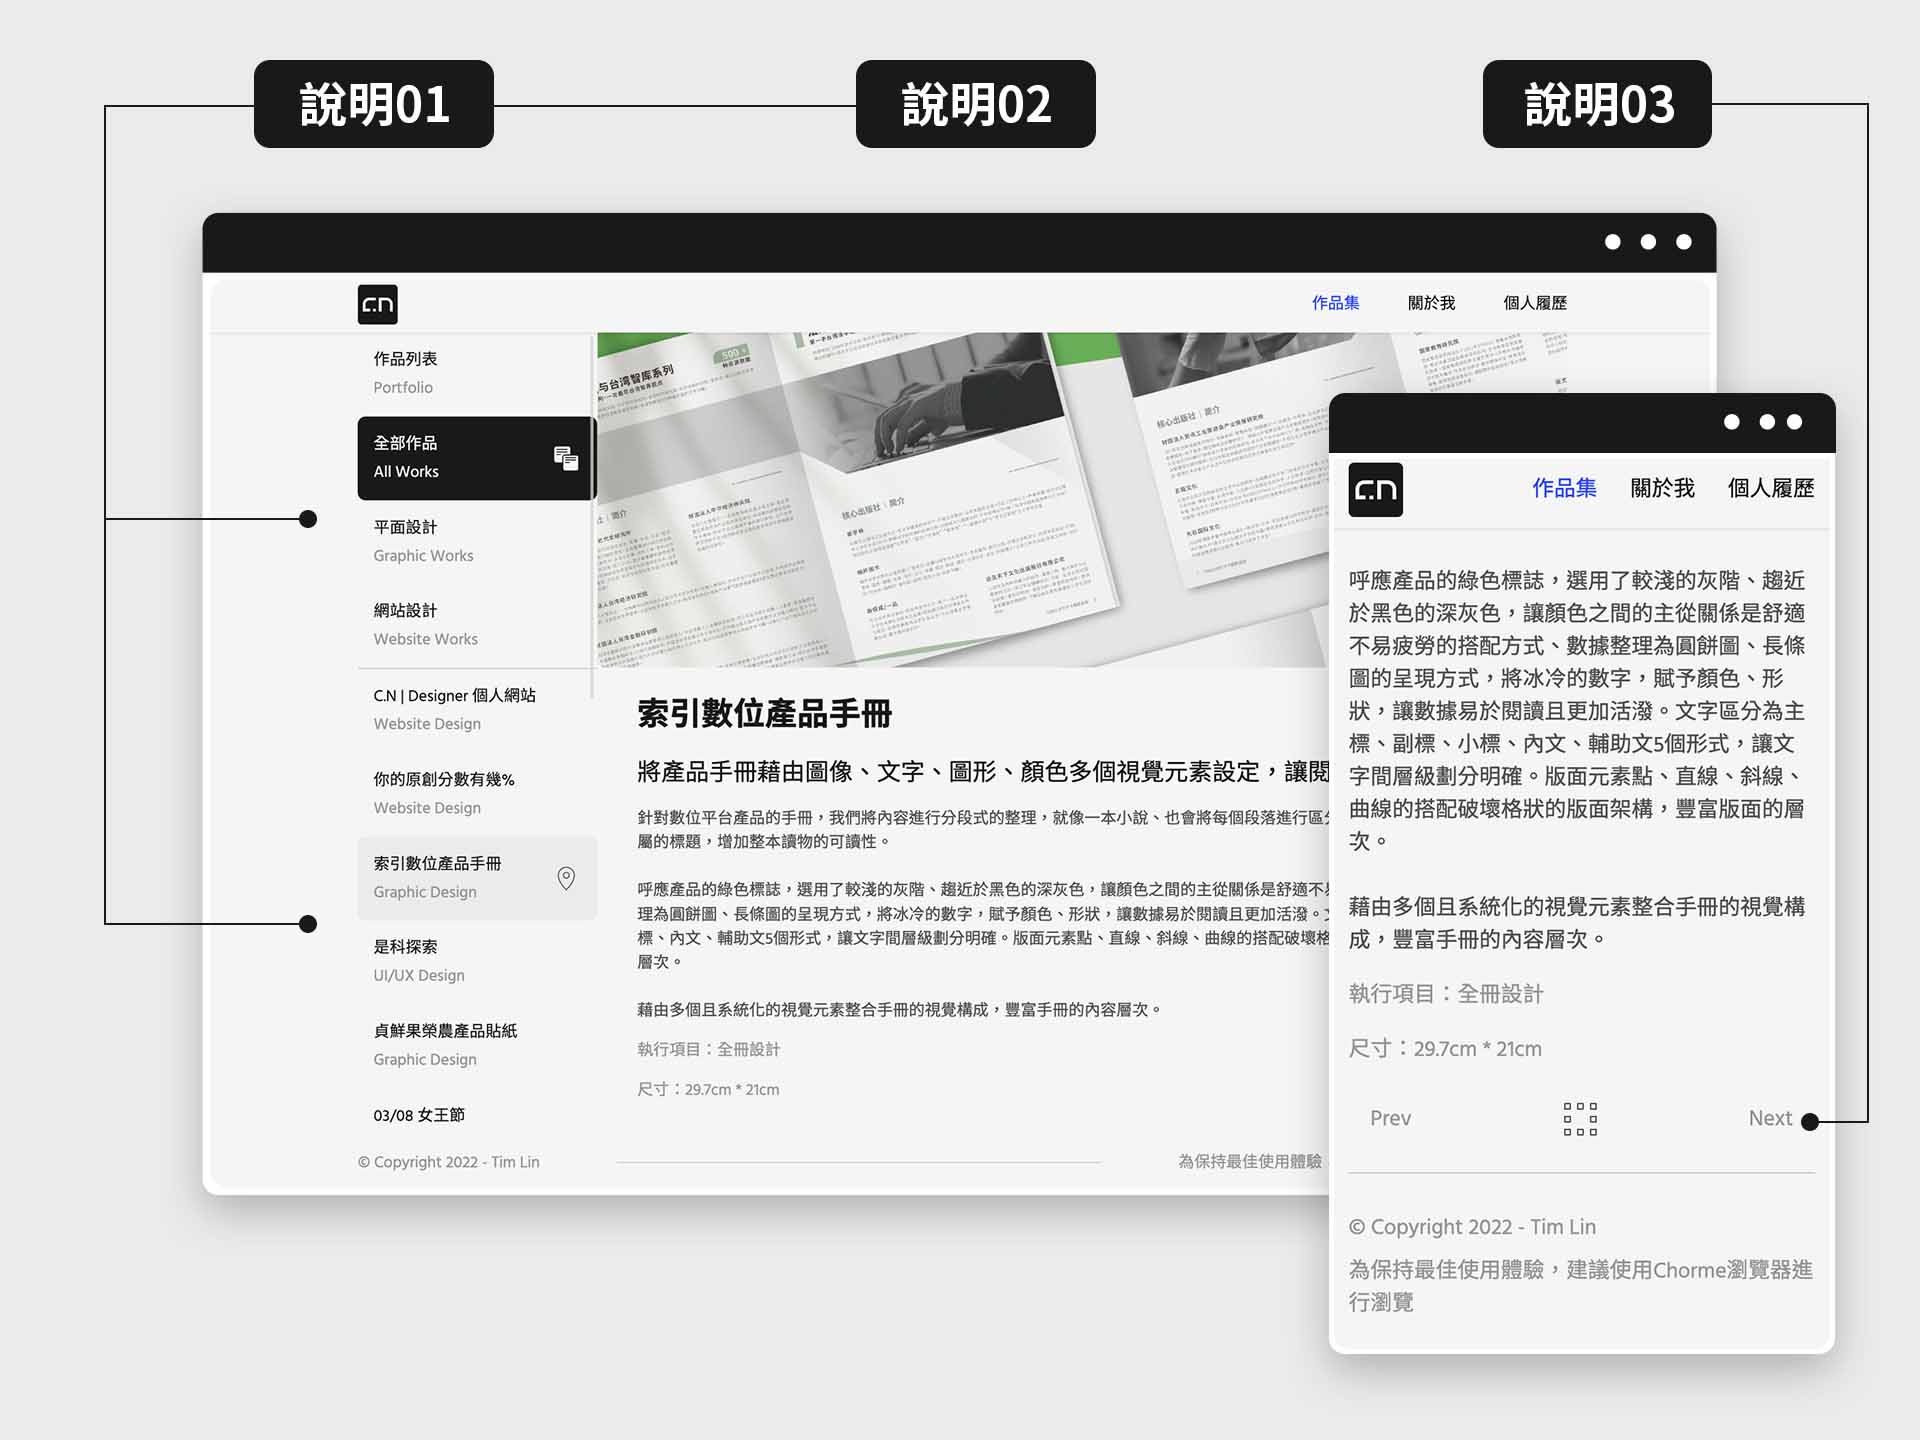 說明01
說明02
說明03
C.N
作品集
關於我
個人履歷
作品列表
Portfolio
全部作品
All Works
平面設計
Graphic Works
網站設計
Website Works
C.N | Designer 個人網站
Website Design
你的原創分數有幾%
Website Design
索引數位產品手冊
Graphic Design
是科探索
UI/UX Design
貞鮮果榮農產品貼紙
Graphic Design
03/08 女王節
与台湾智库系列
500
核心出版社 | 简介
核心出版社 | 简介
索引數位產品手冊
將產品手冊藉由圖像、文字、圖形、顏色多個視覺元素設定，讓閱
針對數位平台產品的手冊，我們將內容進行分段式的整理，就像一本小說、也會將每個段落進行區分
屬的標題，增加整本讀物的可讀性。
呼應產品的綠色標誌，選用了較淺的灰階、趨近於黑色的深灰色，讓顏色之間的主從關係是舒適不
理為圓餅圖、長條圖的呈現方式，將冰冷的數字，賦予顏色、形狀，讓數據易於閱讀且更加活潑。
標、內文、輔助文5個形式，讓文字間層級劃分明確。版面元素點、直線、斜線、曲線的搭配破壞格
層次。
藉由多個且系統化的視覺元素整合手冊的視覺構成，豐富手冊的內容層次。
執行項目：全冊設計
尺寸：29.7cm * 21cm
© Copyright 2022 - Tim Lin
為保持最佳使用體驗
C.N
作品集
關於我
個人履歷
呼應產品的綠色標誌，選用了較淺的灰階、趨近
於黑色的深灰色，讓顏色之間的主從關係是舒適
不易疲勞的搭配方式、數據整理為圓餅圖、長條
圖的呈現方式，將冰冷的數字，賦予顏色、形
狀，讓數據易於閱讀且更加活潑。文字區分為主
標、副標、小標、內文、輔助文5個形式，讓文
字間層級劃分明確。版面元素點、直線、斜線、
曲線的搭配破壞格狀的版面架構，豐富版面的層
次。
藉由多個且系統化的視覺元素整合手冊的視覺構
成，豐富手冊的內容層次。
執行項目：全冊設計
尺寸：29.7cm * 21cm
Prev
Next
© Copyright 2022 - Tim Lin
為保持最佳使用體驗，建議使用Chorme瀏覽器進
行瀏覽